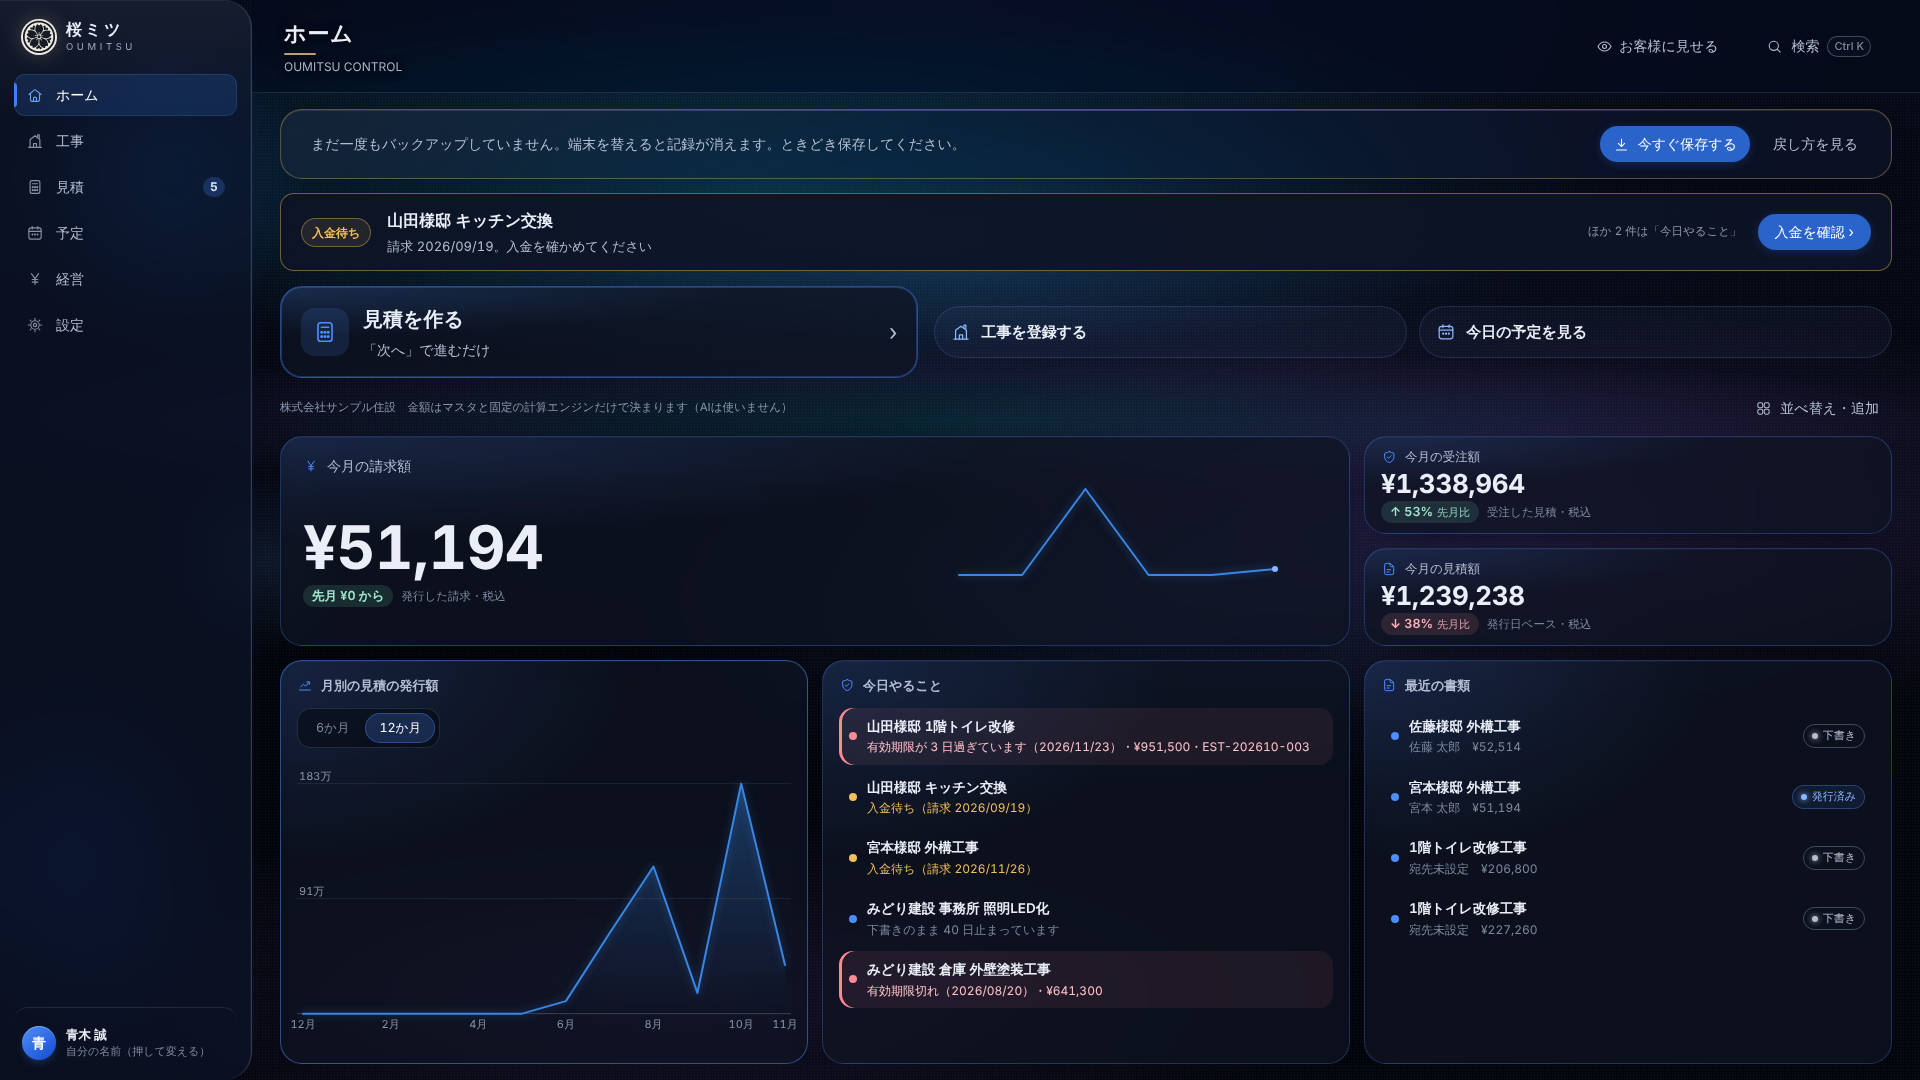 桜ミツ
OUMITSU
ホーム
工事
見積
5
予定
経営
設定
青
青木 誠
自分の名前（押して変える）
ホーム
OUMITSU CONTROL
お客様に見せる
検索
Ctrl K
まだ一度もバックアップしていません。端末を替えると記録が消えます。ときどき保存してください。
今すぐ保存する
戻し方を見る
入金待ち
山田様邸 キッチン交換
請求 2026/09/19。入金を確かめてください
ほか 2 件は「今日やること」
入金を確認 ›
見積を作る
「次へ」で進むだけ
›
工事を登録する
今日の予定を見る
株式会社サンプル住設　金額はマスタと固定の計算エンジンだけで決まります（AIは使いません）
並べ替え・追加
¥ 今月の請求額
¥51,194
先月 ¥0 から
発行した請求・税込
今月の受注額
¥1,338,964
↑ 53% 先月比
受注した見積・税込
今月の見積額
¥1,239,238
↓ 38% 先月比
発行日ベース・税込
月別の見積の発行額
6か月
12か月
183万
91万
12月
2月
4月
6月
8月
10月
11月
今日やること
山田様邸 1階トイレ改修
有効期限が 3 日過ぎています（2026/11/23）・¥951,500・EST-202610-003
山田様邸 キッチン交換
入金待ち（請求 2026/09/19）
宮本様邸 外構工事
入金待ち（請求 2026/11/26）
みどり建設 事務所 照明LED化
下書きのまま 40 日止まっています
みどり建設 倉庫 外壁塗装工事
有効期限切れ（2026/08/20）・¥641,300
最近の書類
佐藤様邸 外構工事
佐藤 太郎　¥52,514
下書き
宮本様邸 外構工事
宮本 太郎　¥51,194
発行済み
1階トイレ改修工事
宛先未設定　¥206,800
下書き
1階トイレ改修工事
宛先未設定　¥227,260
下書き